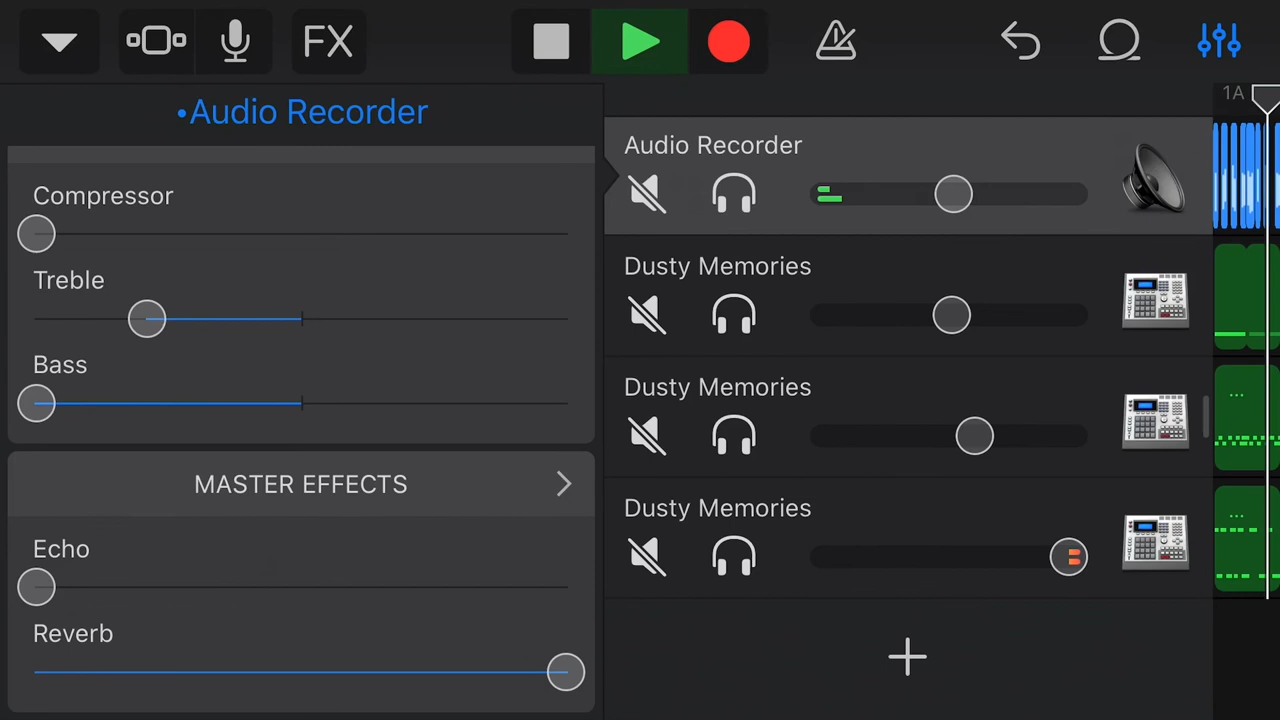 FX
•Audio Recorder
1A
Compressor
Treble
Bass
MASTER EFFECTS
Echo
Reverb
Audio Recorder
Dusty Memories
Dusty Memories
...
Dusty Memories
...